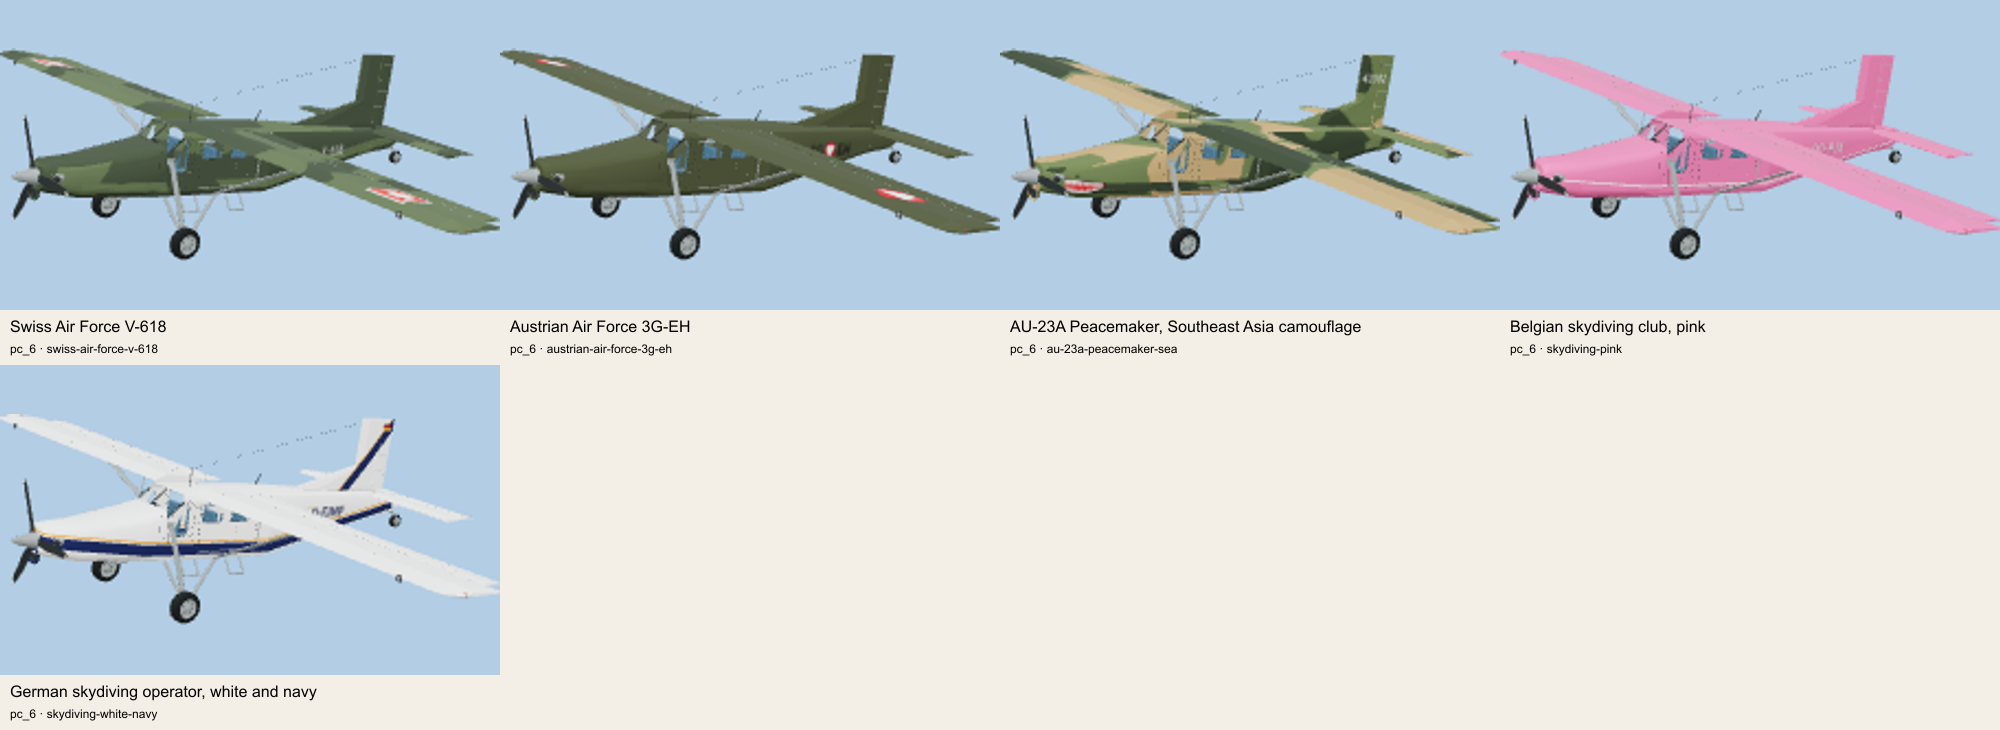 Swiss Air Force V-618
pc_6 · swiss-air-force-v-618
Austrian Air Force 3G-EH
pc_6 · austrian-air-force-3g-eh
AU-23A Peacemaker, Southeast Asia camouflage
pc_6 · au-23a-peacemaker-sea
Belgian skydiving club, pink
pc_6 · skydiving-pink
German skydiving operator, white and navy
pc_6 · skydiving-white-navy